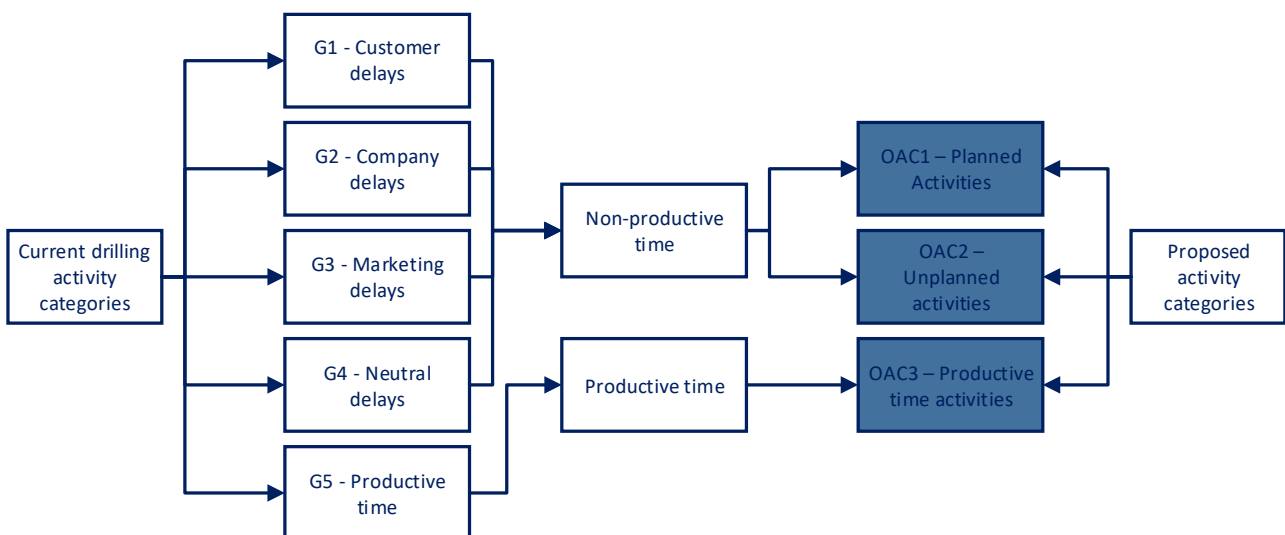 Current drilling
activity
categories
G1 - Customer
delays
G2 - Company
delays
G3 - Marketing
delays
G4 - Neutral
delays
G5 - Productive
time
Non-productive
time
Productive time
OAC1 – Planned
Activities
OAC2 –
Unplanned
activities
OAC3 – Productive
time activities
Proposed
activity
categories